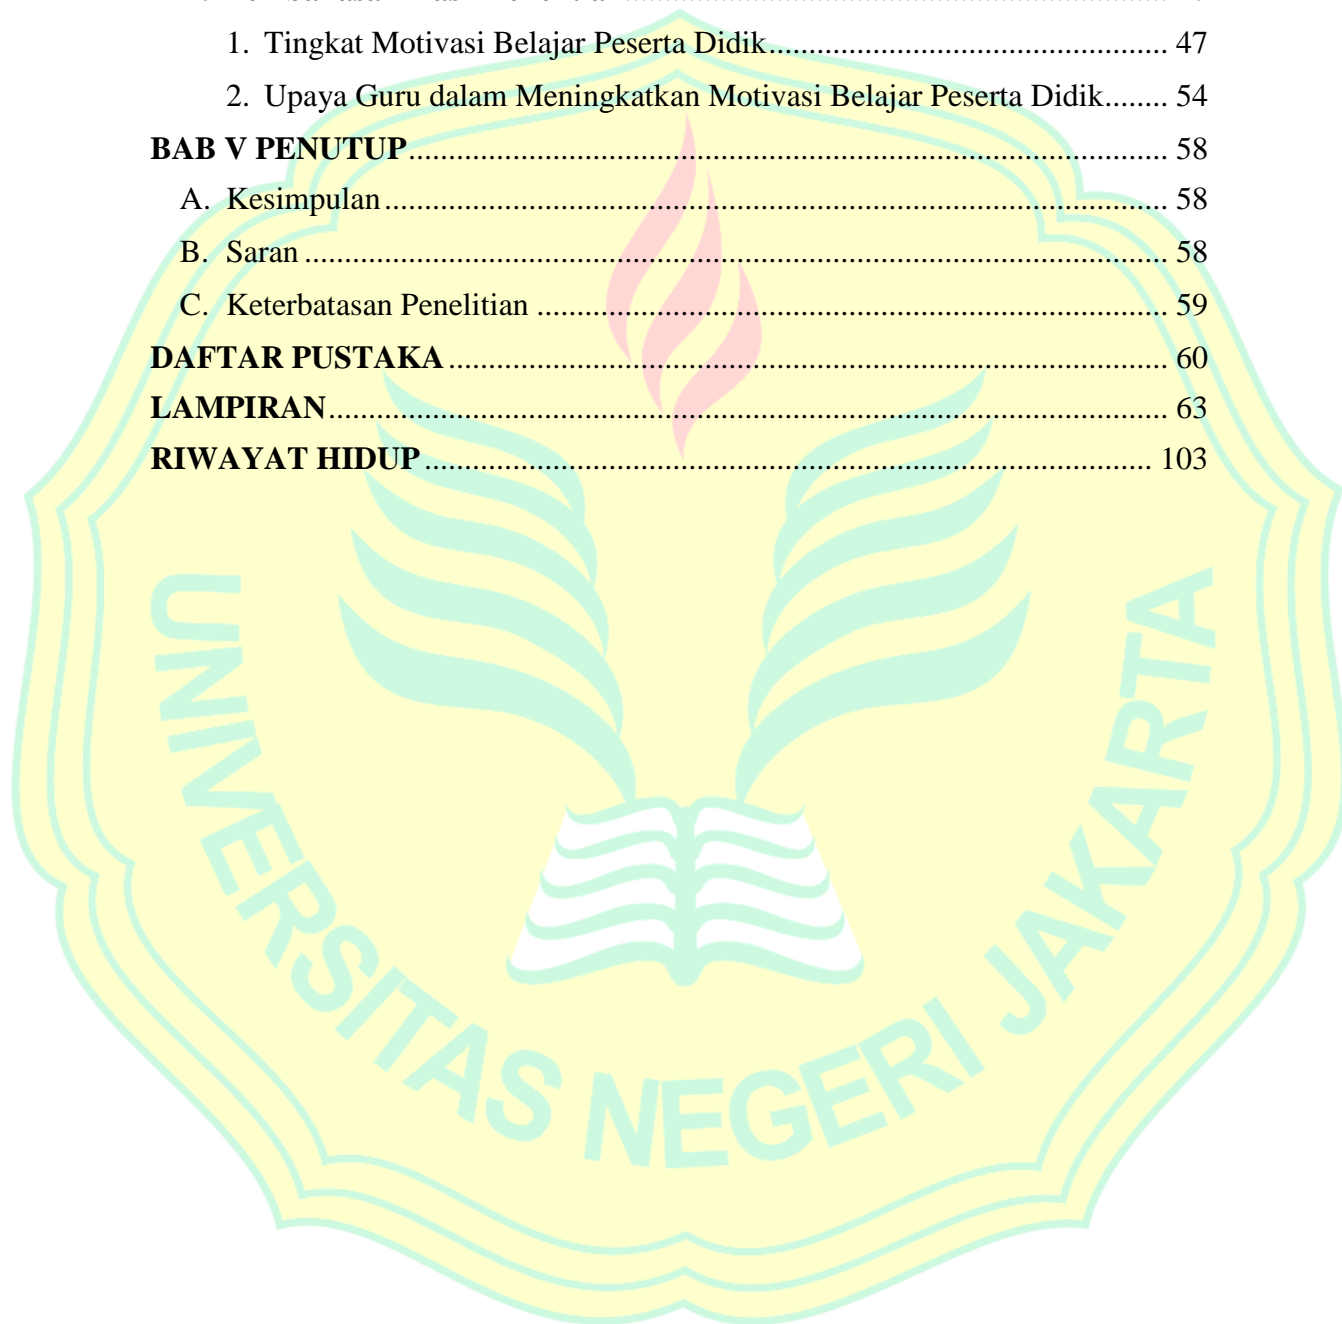 1. Tingkat Motivasi Belajar Peserta Didik........................................................ 47
2. Upaya Guru dalam Meningkatkan Motivasi Belajar Peserta Didik........ 54
BAB V PENUTUP................................................................................................ 58
A. Kesimpulan.................................................................................................. 58
B. Saran............................................................................................................ 58
C. Keterbatasan Penelitian............................................................................... 59
DAFTAR PUSTAKA............................................................................................ 60
LAMPIRAN......................................................................................................... 63
RIWAYAT HIDUP............................................................................................. 103
UNIVERSITAS NEGERI JAKARTA